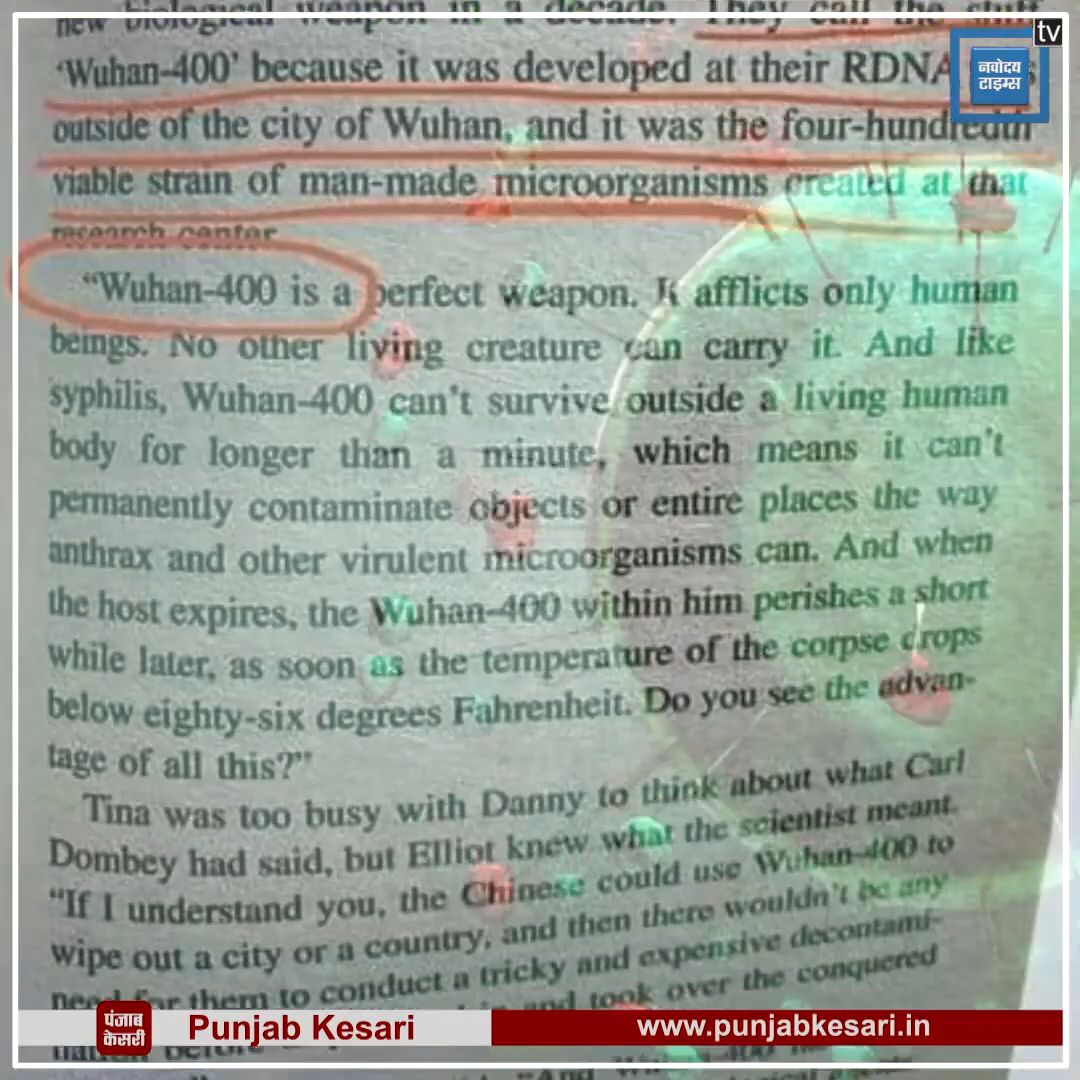 new biological weapon in a decade. They call the stuff
tv
'Wuhan-400' because it was developed at their RDNA
नवोदय
टाइम्स
outside of the city of Wuhan, and it was the four-hundredth
viable strain of man-made microorganisms created at that
research center
"Wuhan-400 is a perfect weapon. It afflicts only human
beings. No other living creature can carry it. And like
syphilis, Wuhan-400 can't survive outside a living human
body for longer than a minute, which means it can't
permanently contaminate objects or entire places the way
anthrax and other virulent microorganisms can. And when
the host expires, the Wuhan-400 within him perishes a short
while later, as soon as the temperature of the corpse drops
below eighty-six degrees Fahrenheit. Do you see the advan-
tage of all this?"
Tina was too busy with Danny to think about what Carl
Dombey had said, but Elliot knew what the scientist meant.
"If I understand you, the Chinese could use Wuhan-400 to
wipe out a city or a country, and then there wouldn't be any
need for them to conduct a tricky and expensive decontami-
and took over the conquered
पंजाब
केसरी
Punjab Kesari
www.punjabkesari.in